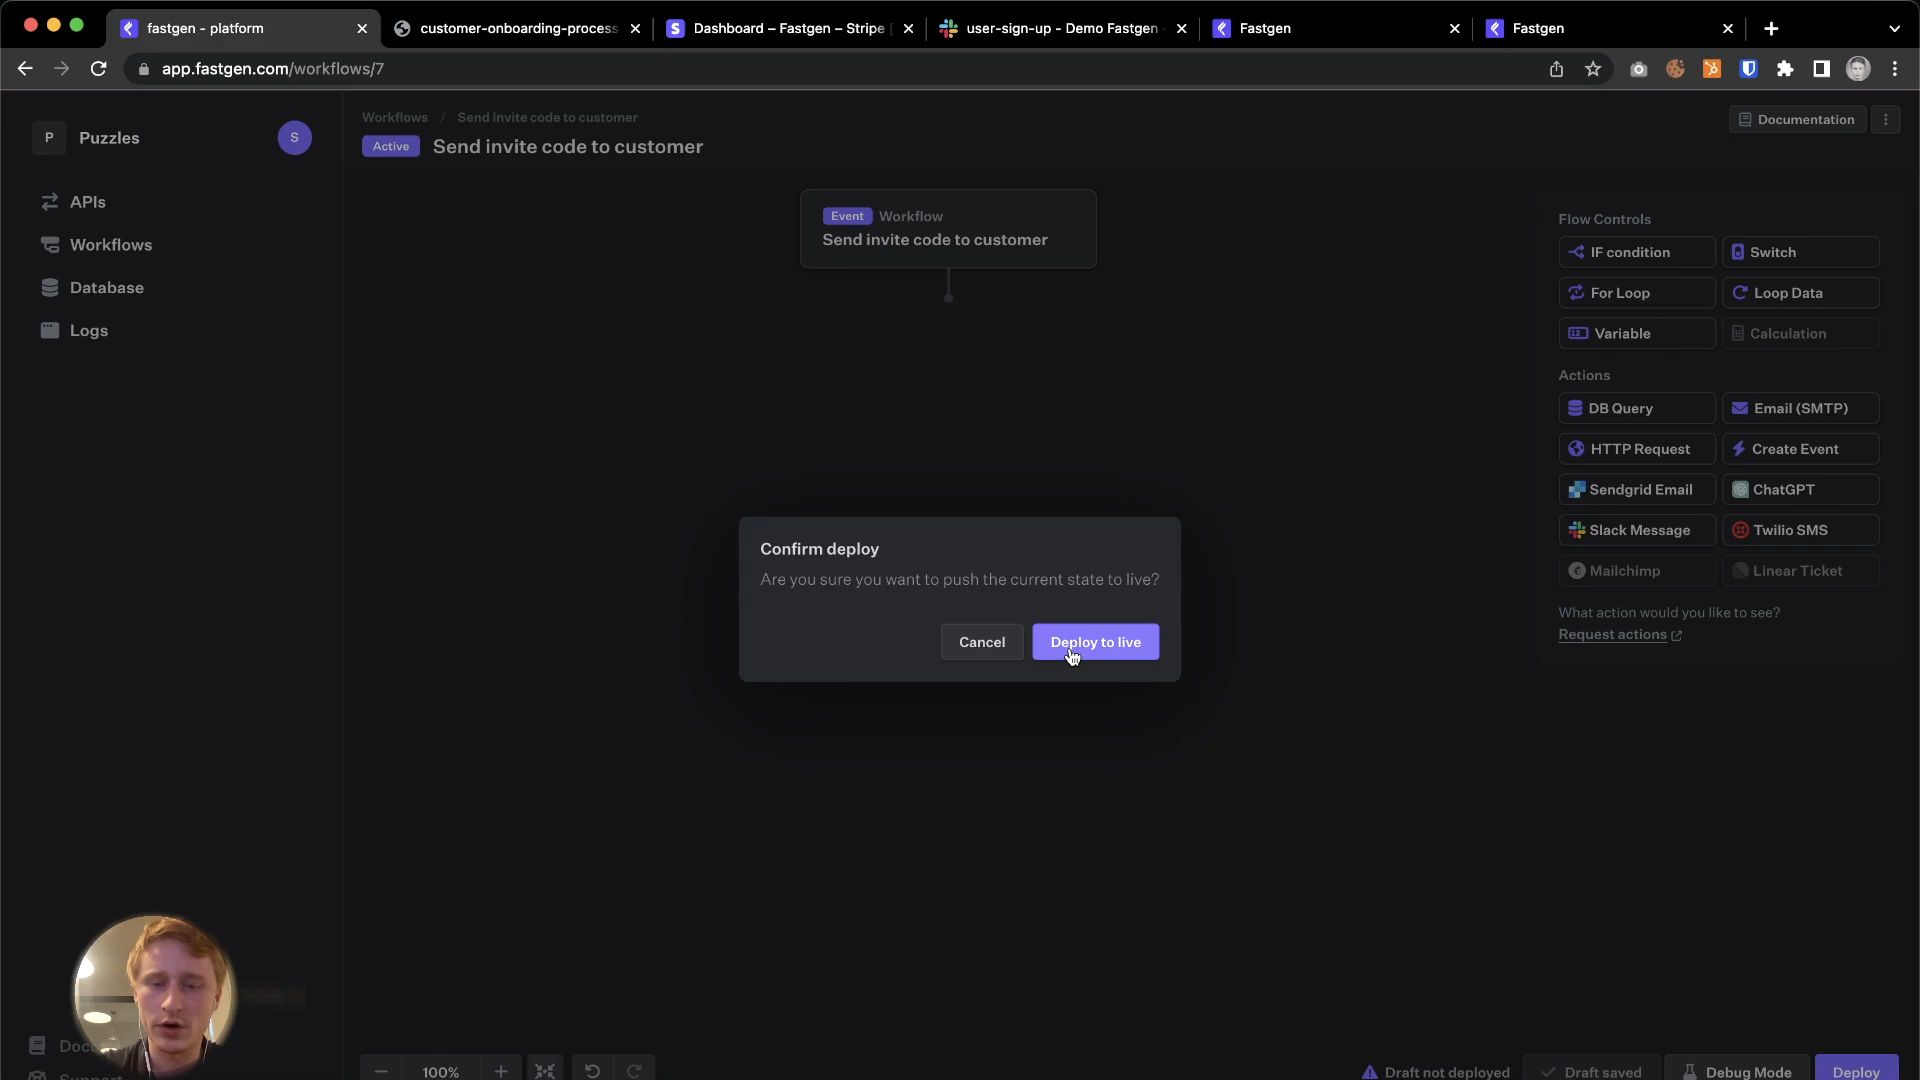 fastgen - platform
customer-onboarding-process
Dashboard – Fastgen – Stripe
user-sign-up - Demo Fastgen
Fastgen
Fastgen
app.fastgen.com/workflows/7
P
Puzzles
S
APIs
Workflows
Database
Logs
Workflows / Send invite code to customer
Active
Send invite code to customer
Documentation
Event
Workflow
Send invite code to customer
Confirm deploy
Are you sure you want to push the current state to live?
Cancel
Deploy to live
Flow Controls
IF condition
Switch
For Loop
Loop Data
Variable
Calculation
Actions
DB Query
Email (SMTP)
HTTP Request
Create Event
Sendgrid Email
ChatGPT
Slack Message
Twilio SMS
Mailchimp
Linear Ticket
What action would you like to see?
Request actions
100%
Draft not deployed
Draft saved
Debug Mode
Deploy